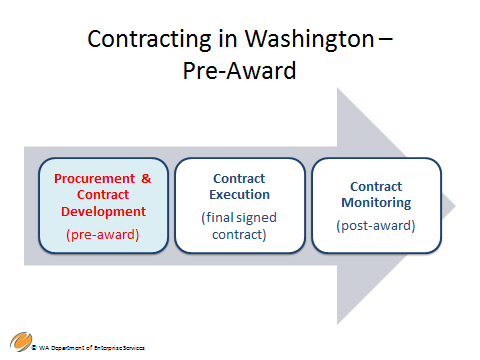 Contracting in Washington –
Pre-Award
Procurement &
Contract
Development
(pre-award)
Contract
Execution
(final signed
contract)
Contract
Monitoring
(post-award)
© WA Department of Enterprise Services